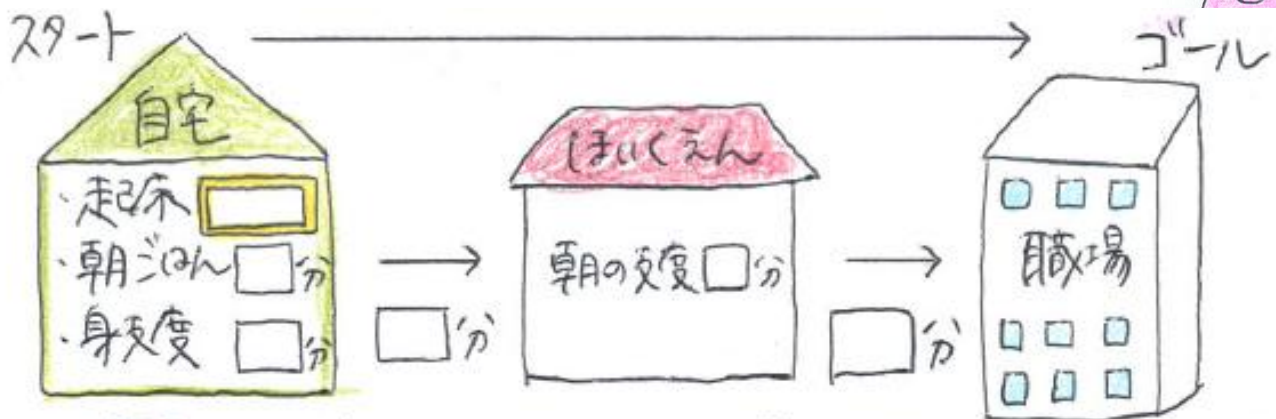 スタート
ゴール
自宅
・起床
・朝ごはん 分
・身支度 分
分
ほいくえん
朝の支度 分
分
職場